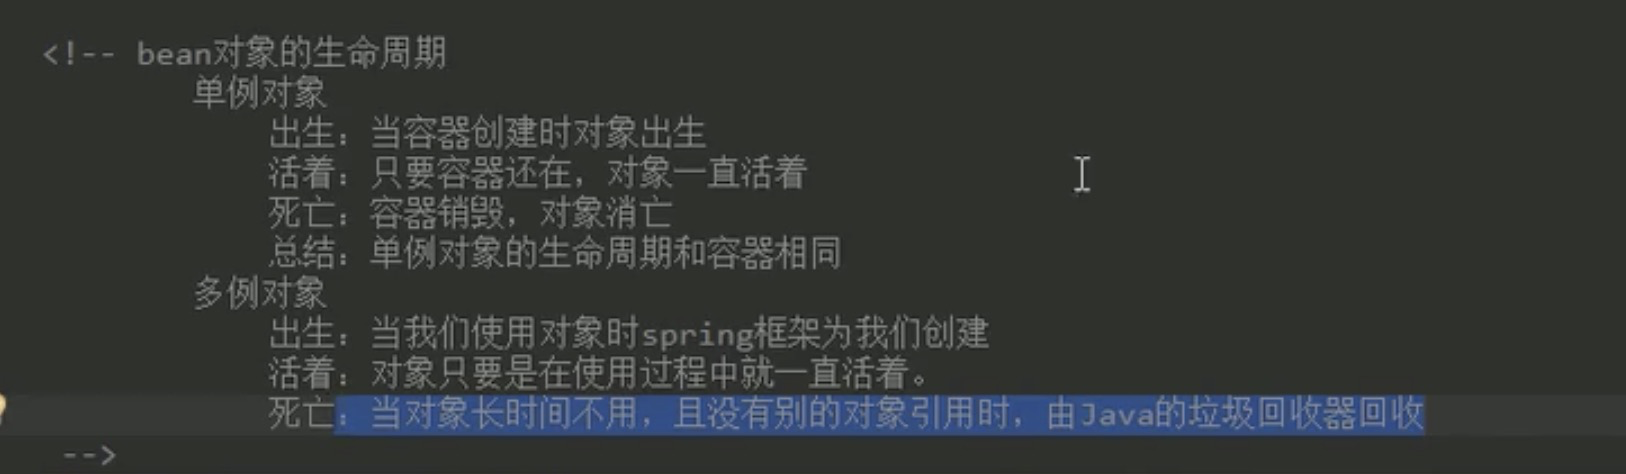 <!-- bean对象的生命周期
单例对象
出生：当容器创建时对象出生
活着：只要容器还在，对象一直活着
死亡：容器销毁，对象消亡
总结：单例对象的生命周期和容器相同
多例对象
出生：当我们使用对象时spring框架为我们创建
活着：对象只要是在使用过程中就一直活着。
死亡：当对象长时间不用，且没有别的对象引用时，由Java的垃圾回收器回收
-->